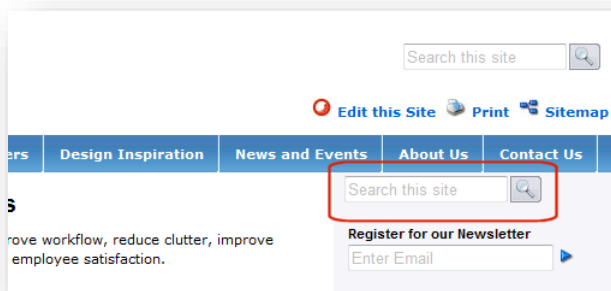 Search this site
Edit this Site Print Sitemap
Design Inspiration News and Events About Us Contact Us
Search this site
Register for our Newsletter
rove workflow, reduce clutter, improve
Enter Email
employee satisfaction.